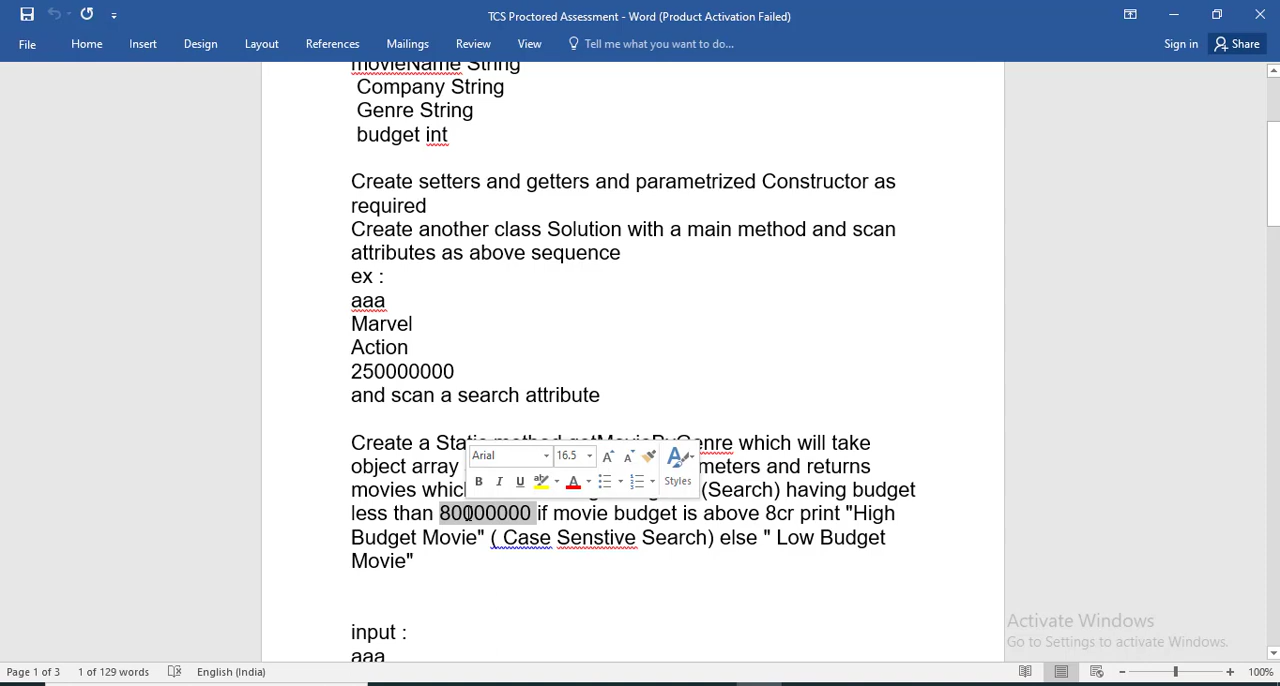 TCS Proctored Assessment - Word (Product Activation Failed)
File Home Insert Design Layout References Mailings Review View Tell me what you want to do... Sign in Share
movieName String
Company String
Genre String
budget int
Create setters and getters and parametrized Constructor as
required
Create another class Solution with a main method and scan
attributes as above sequence
ex :
aaa
Marvel
Action
250000000
and scan a search attribute
Create a Static method getMovieByGenre which will take
object array meters and returns
Arial 16.5 A A A Styles
B I U ab A
movies which (Search) having budget
less than 80000000 if movie budget is above 8cr print "High
Budget Movie" ( Case Senstive Search) else " Low Budget
Movie"
input :
aaa
Activate Windows
Go to Settings to activate Windows.
Page 1 of 3 1 of 129 words English (India) 100%